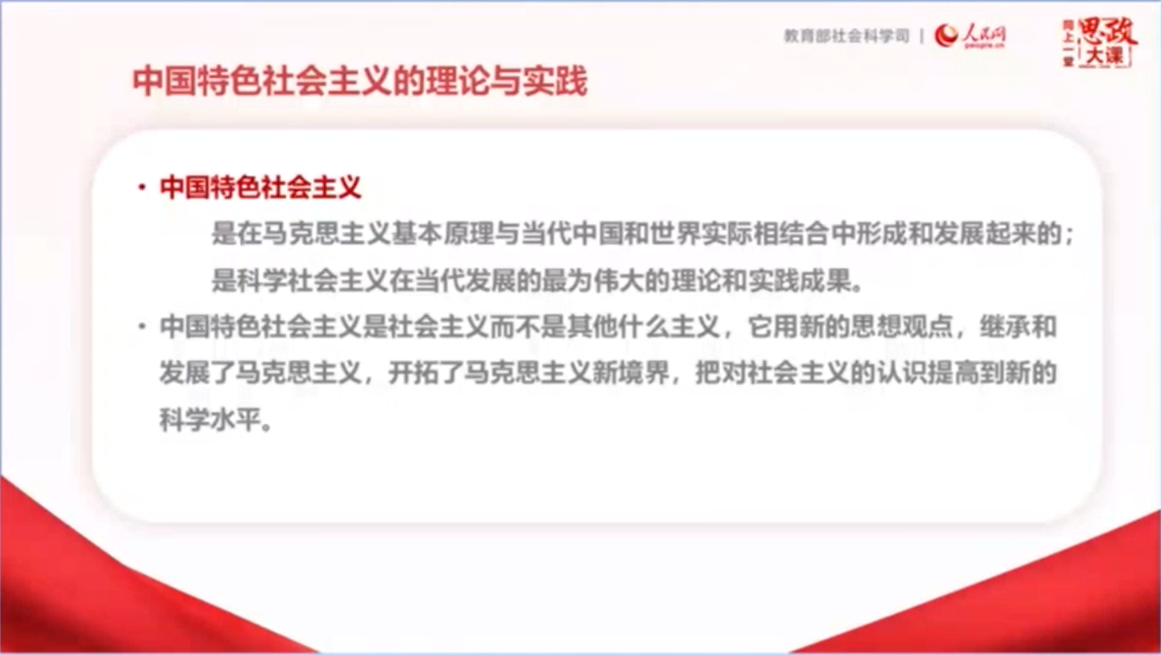 教育部社会科学司 | 人民网
people.cn
同上一堂
思政
大课
中国特色社会主义的理论与实践
• 中国特色社会主义
是在马克思主义基本原理与当代中国和世界实际相结合中形成和发展起来的；
是科学社会主义在当代发展的最为伟大的理论和实践成果。
• 中国特色社会主义是社会主义而不是其他什么主义，它用新的思想观点，继承和
发展了马克思主义，开拓了马克思主义新境界，把对社会主义的认识提高到新的
科学水平。